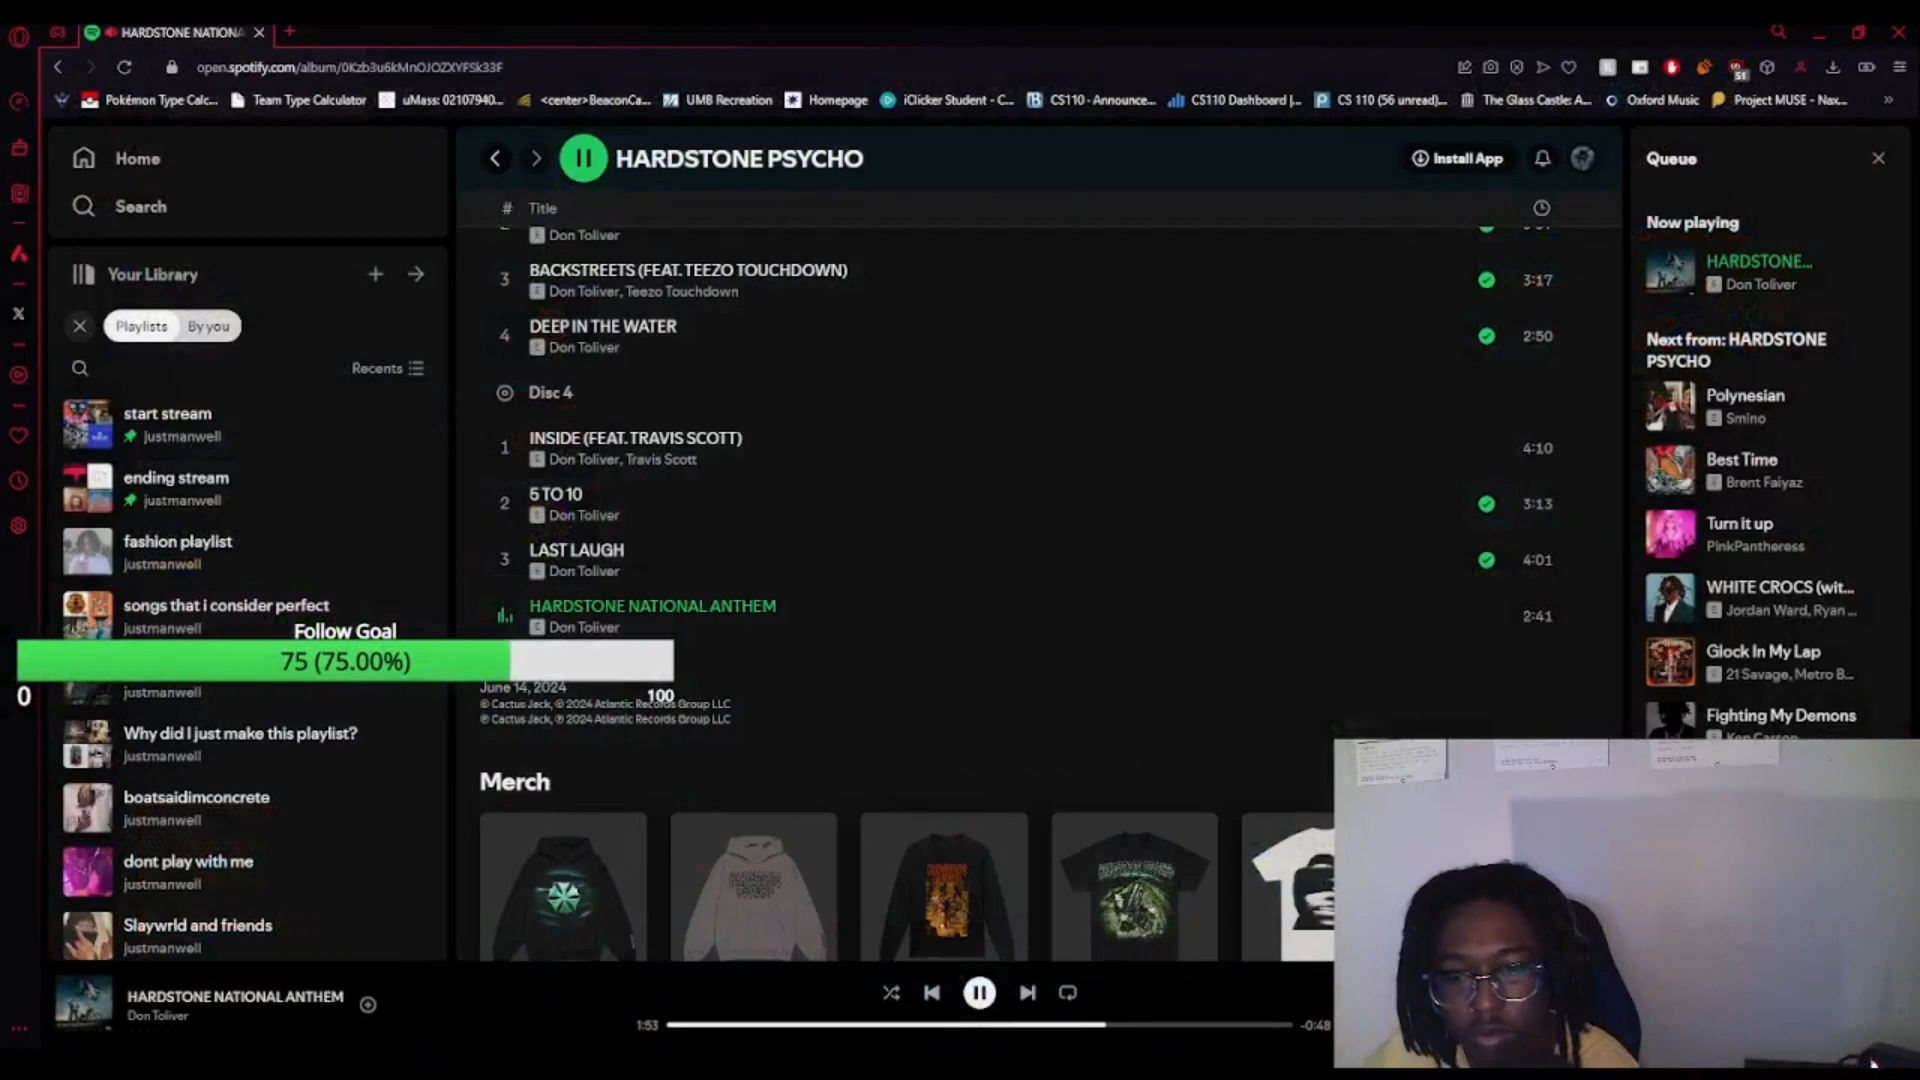 HARDSTONE NATIONA
open.spotify.com/album/0Kzb3u6kMnOJOZXYFSk33F
51
Pokémon Type Calc...
Team Type Calculator
uMass: 02107940...
<center>BeaconCa...
UMB Recreation
Homepage
iClicker Student - C...
CS110 - Announce...
CS110 Dashboard |...
CS 110 (56 unread)...
The Glass Castle: A...
Oxford Music
Project MUSE - Nax...
Home
Search
Your Library
Playlists
By you
Recents
start stream
justmanwell
ending stream
justmanwell
fashion playlist
justmanwell
songs that i consider perfect
justmanwell
Follow Goal
75 (75.00%)
0
100
justmanwell
Why did I just make this playlist?
justmanwell
boatsaidimconcrete
justmanwell
dont play with me
justmanwell
Slaywrld and friends
justmanwell
HARDSTONE PSYCHO
Install App
# Title
E Don Toliver
3 BACKSTREETS (FEAT. TEEZO TOUCHDOWN) 3:17
E Don Toliver, Teezo Touchdown
4 DEEP IN THE WATER 2:50
E Don Toliver
Disc 4
1 INSIDE (FEAT. TRAVIS SCOTT) 4:10
E Don Toliver, Travis Scott
2 5 TO 10 3:13
E Don Toliver
3 LAST LAUGH 4:01
E Don Toliver
HARDSTONE NATIONAL ANTHEM 2:41
E Don Toliver
June 14, 2024
© Cactus Jack, © 2024 Atlantic Records Group LLC
℗ Cactus Jack, ℗ 2024 Atlantic Records Group LLC
Merch
Queue
Now playing
HARDSTONE...
E Don Toliver
Next from: HARDSTONE
PSYCHO
Polynesian
E Smino
Best Time
E Brent Faiyaz
Turn it up
PinkPantheress
WHITE CROCS (wit...
E Jordan Ward, Ryan ...
Glock In My Lap
E 21 Savage, Metro B...
Fighting My Demons
Ken Carson
HARDSTONE NATIONAL ANTHEM
Don Toliver
1:53
-0:48